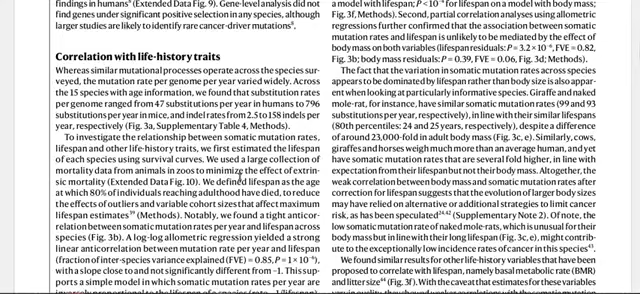 findings in humans⁶ (Extended Data Fig. 9). Gene-level analysis did not
find genes under significant positive selection in any species, although
larger studies are likely to identify rare cancer-driver mutations⁸.
Correlation with life-history traits
Whereas similar mutational processes operate across the species sur-
veyed, the mutation rate per genome per year varied widely. Across
the 15 species with age information, we found that substitution rates
per genome ranged from 47 substitutions per year in humans to 796
substitutions per year in mice, and indel rates from 2.5 to 158 indels per
year, respectively (Fig. 3a, Supplementary Table 4, Methods).
To investigate the relationship between somatic mutation rates,
lifespan and other life-history traits, we first estimated the lifespan
of each species using survival curves. We used a large collection of
mortality data from animals in zoos to minimize the effect of extrin-
sic mortality (Extended Data Fig. 10). We defined lifespan as the age
at which 80% of individuals reaching adulthood have died, to reduce
the effects of outliers and variable cohort sizes that affect maximum
lifespan estimates³⁹ (Methods). Notably, we found a tight anticor-
relation between somatic mutation rates per year and lifespan across
species (Fig. 3b). A log-log allometric regression yielded a strong
linear anticorrelation between mutation rate per year and lifespan
(fraction of inter-species variance explained (FVE) = 0.85, P = 1 × 10⁻⁶),
with a slope close to and not significantly different from −1. This sup-
ports a simple model in which somatic mutation rates per year are
a model with lifespan; P < 10⁻⁴ for lifespan on a model with body mass;
Fig. 3f, Methods). Second, partial correlation analyses using allometric
regressions further confirmed that the association between somatic
mutation rates and lifespan is unlikely to be mediated by the effect of
body mass on both variables (lifespan residuals: P = 3.2 × 10⁻⁶, FVE = 0.82,
Fig. 3b; body mass residuals: P = 0.39, FVE = 0.06, Fig. 3d; Methods).
The fact that the variation in somatic mutation rates across species
appears to be dominated by lifespan rather than body size is also appar-
ent when looking at particularly informative species. Giraffe and naked
mole-rat, for instance, have similar somatic mutation rates (99 and 93
substitutions per year, respectively), in line with their similar lifespans
(80th percentiles: 24 and 25 years, respectively), despite a difference
of around 23,000-fold in adult body mass (Fig. 3c, e). Similarly, cows,
giraffes and horses weigh much more than an average human, and yet
have somatic mutation rates that are several fold higher, in line with
expectation from their lifespan but not their body mass. Altogether, the
weak correlation between body mass and somatic mutation rates after
correction for lifespan suggests that the evolution of larger body sizes
may have relied on alternative or additional strategies to limit cancer
risk, as has been speculated²⁴,⁴² (Supplementary Note 2). Of note, the
low somatic mutation rate of naked mole-rats, which is unusual for their
body mass but in line with their long lifespan (Fig. 3c, e), might contrib-
ute to the exceptionally low incidence rates of cancer in this species⁴³.
We found similar results for other life-history variables that have been
proposed to correlate with lifespan, namely basal metabolic rate (BMR)
and litter size⁴⁴ (Fig. 3f). With the caveat that estimates for these variables